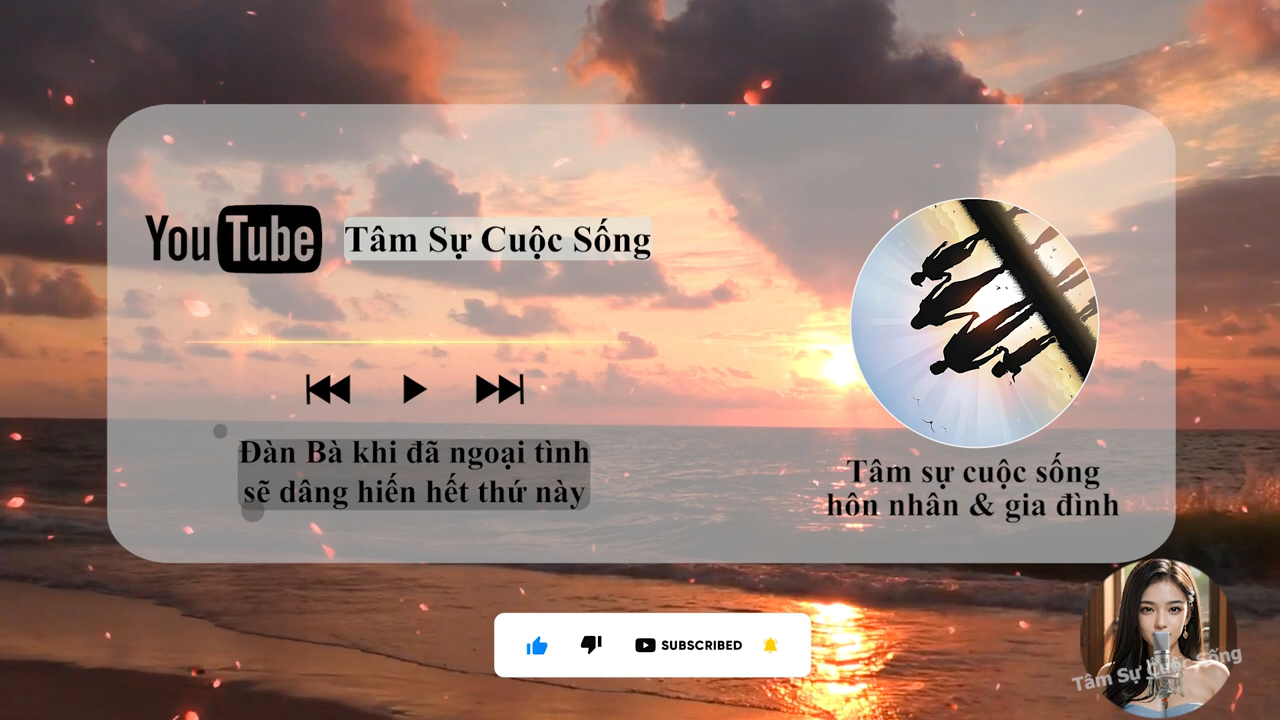 YouTube
Tâm Sự Cuộc Sống
Đàn Bà khi đã ngoại tình
sẽ dâng hiến hết thứ này
Tâm sự cuộc sống
hôn nhân & gia đình
SUBSCRIBED
Tâm Sự Cuộc Sống